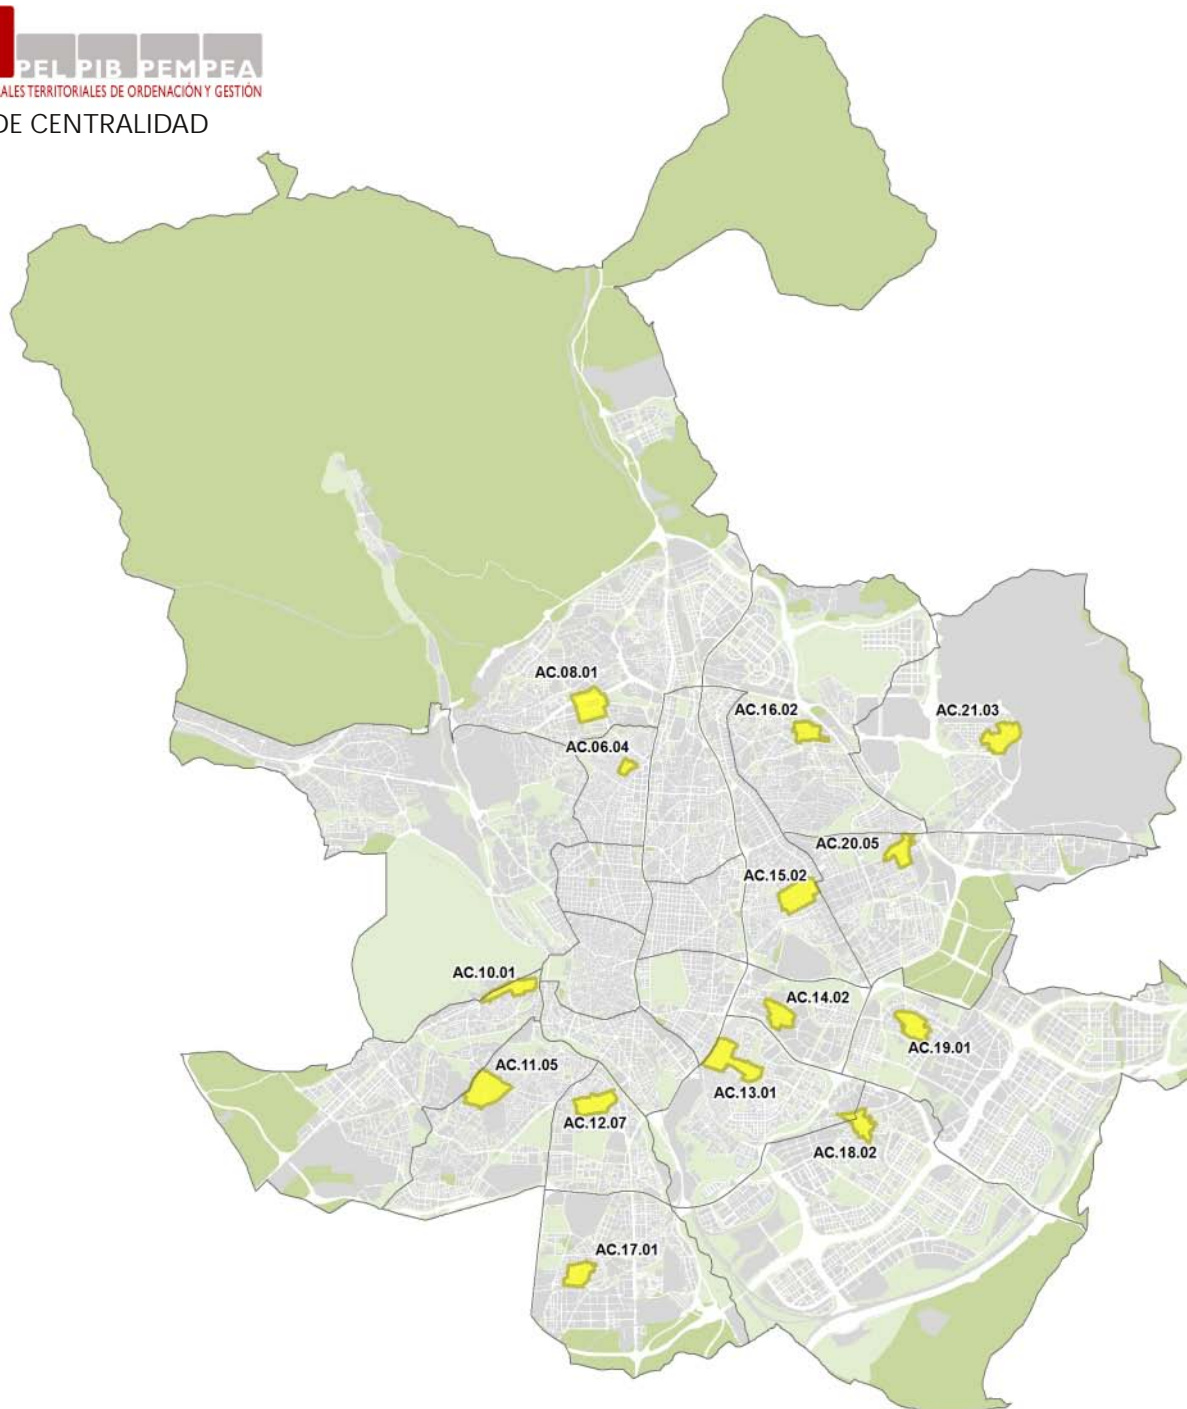 PEL PIB PEM PEA
ALES TERRITORIALES DE ORDENACIÓN Y GESTIÓN
DE CENTRALIDAD
AC.08.01
AC.16.02
AC.21.03
AC.06.04
AC.20.05
AC.15.02
AC.10.01
AC.14.02
AC.19.01
AC.11.05
AC.13.01
AC.12.07
AC.18.02
AC.17.01